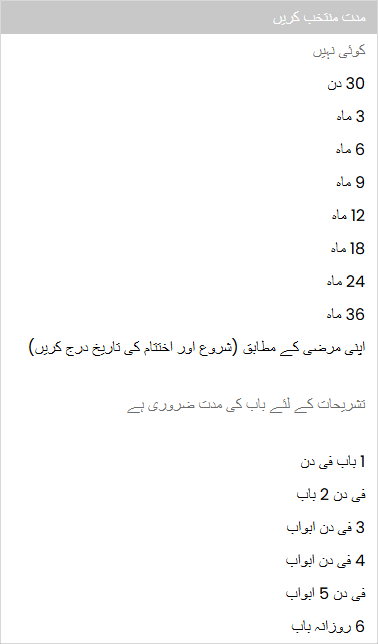 مدت منتخب کریں
کوئی نہیں
30 دن
3 ماہ
6 ماہ
9 ماہ
12 ماہ
18 ماہ
24 ماہ
36 ماہ
اپنی مرضی کے مطابق (شروع اور اختتام کی تاریخ درج کریں)
تشریحات کے لئے باب کی مدت ضروری ہے
1 باب فی دن
فی دن 2 باب
3 فی دن ابواب
4 فی دن ابواب
فی دن 5 ابواب
6 روزانہ باب